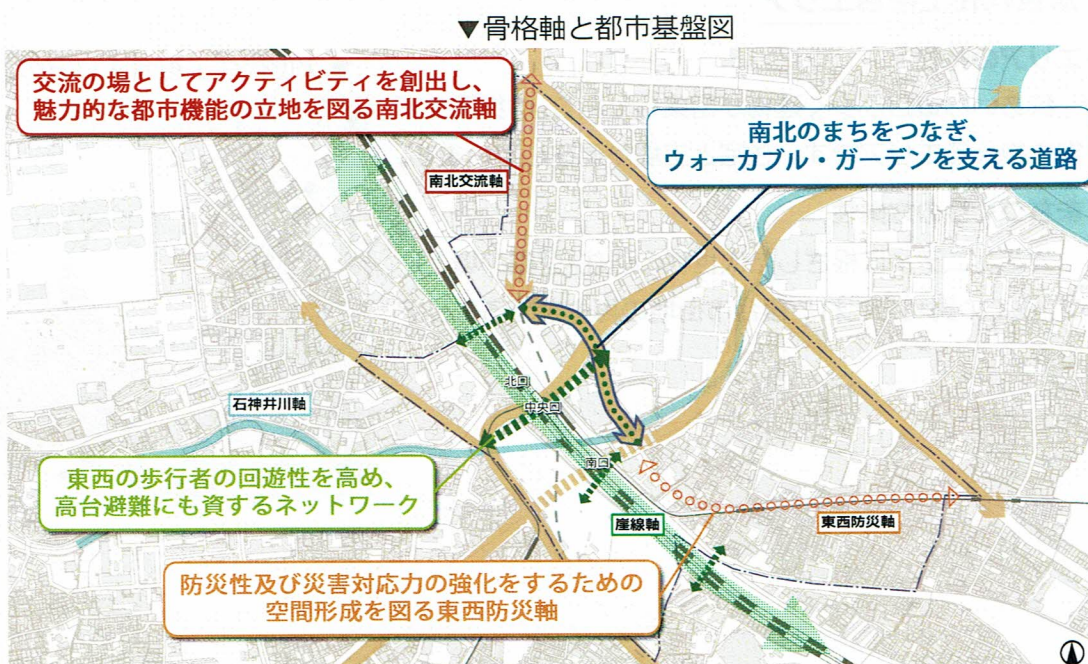 ▼骨格軸と都市基盤図
交流の場としてアクティビティを創出し、
魅力的な都市機能の立地を図る南北交流軸
南北のまちをつなぎ、
ウォーカブル・ガーデンを支える道路
南北交流軸
北口
中央口
石神井川軸
南口
東西の歩行者の回遊性を高め、
高台避難にも資するネットワーク
崖線軸
東西防災軸
防災性及び災害対応力の強化をするための
空間形成を図る東西防災軸